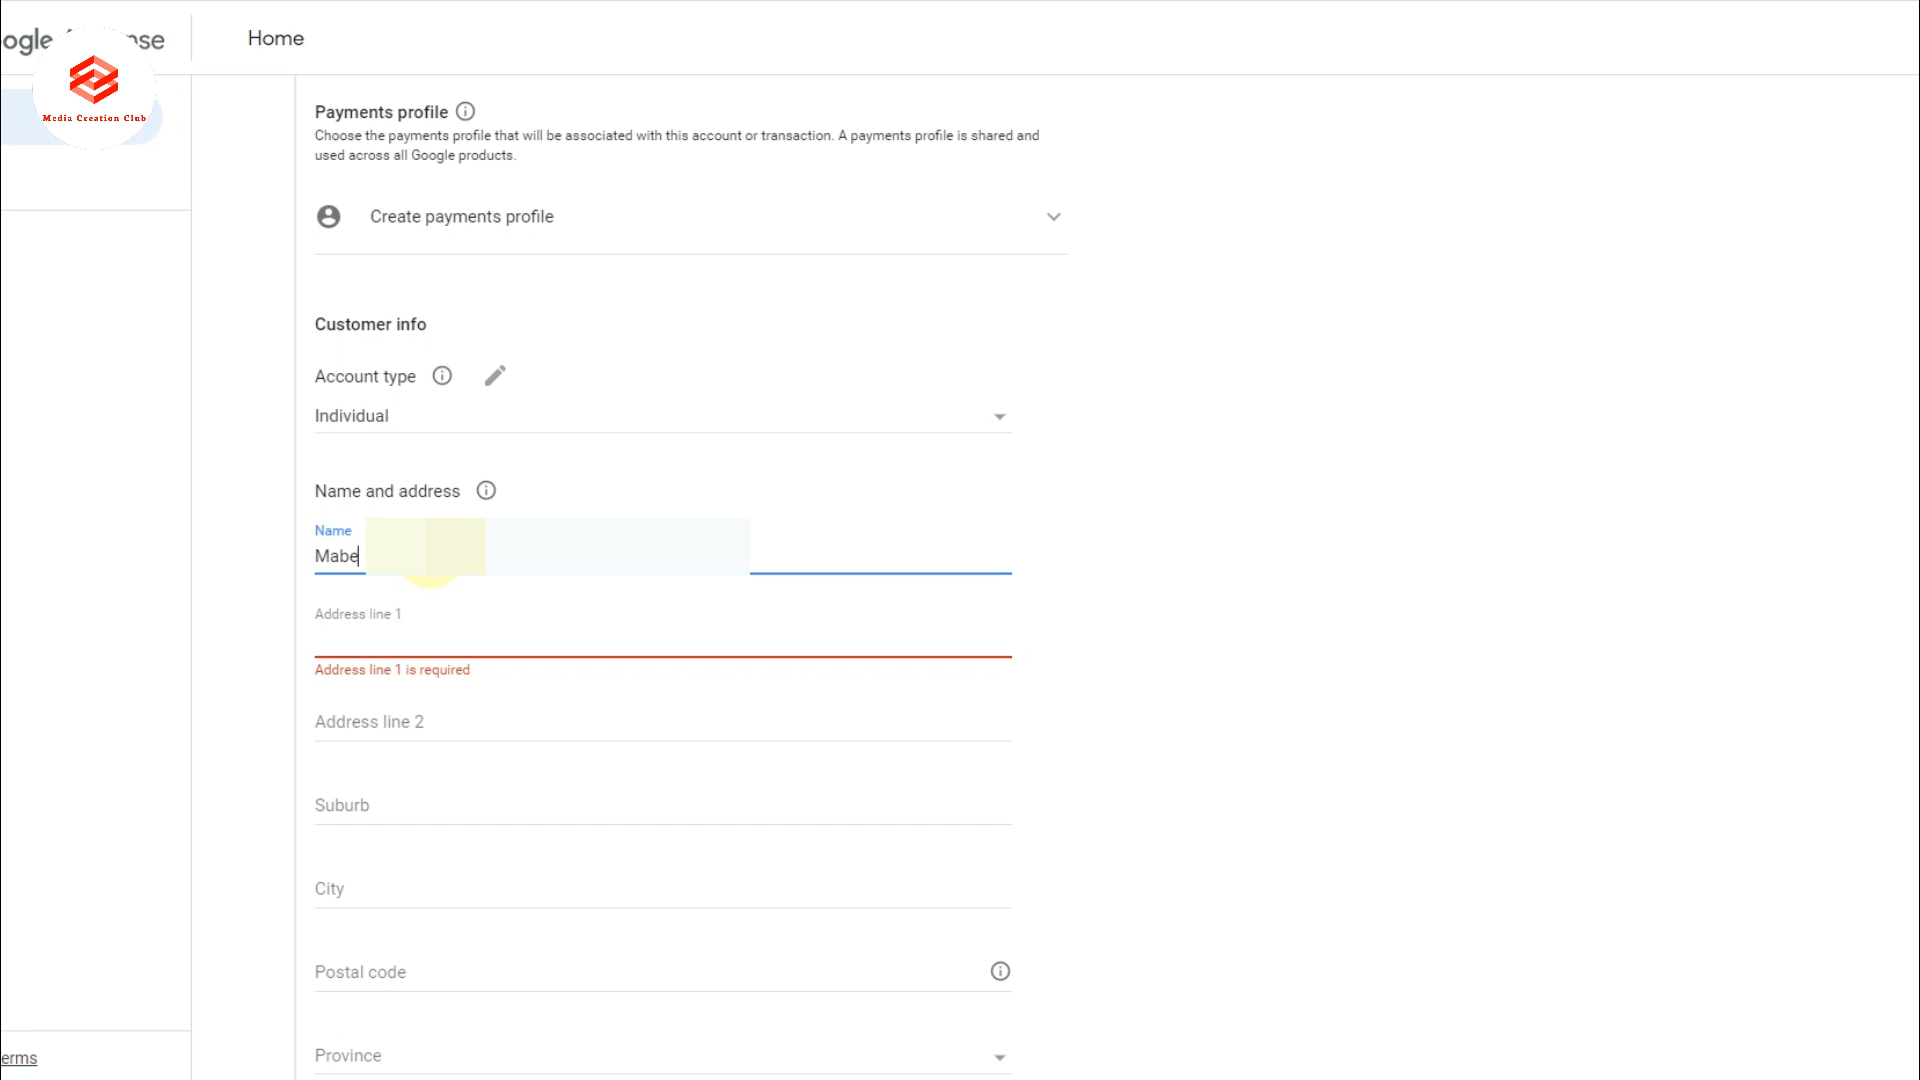 Home
Media Creation Club
Payments profile
Choose the payments profile that will be associated with this account or transaction. A payments profile is shared and
used across all Google products.
Create payments profile
Customer info
Account type
Individual
Name and address
Name
Mabe
Address line 1
Address line 1 is required
Address line 2
Suburb
City
Postal code
Province
erms